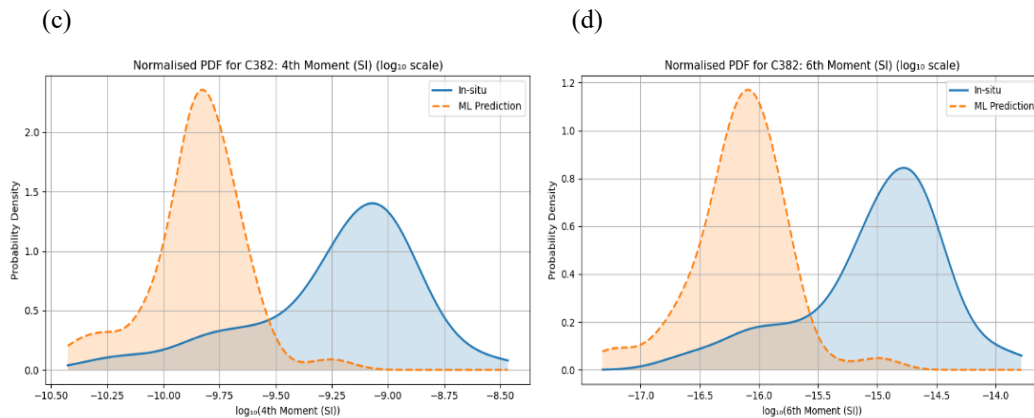 (c)
Normalised PDF for C382: 4th Moment (SI) (log₁₀ scale)
In-situ
ML Prediction
Probability Density
2.0
1.5
1.0
0.5
0.0
−10.50 −10.25 −10.00 −9.75 −9.50 −9.25 −9.00 −8.75 −8.50
log₁₀(4th Moment (SI))
(d)
Normalised PDF for C382: 6th Moment (SI) (log₁₀ scale)
In-situ
ML Prediction
Probability Density
1.2
1.0
0.8
0.6
0.4
0.2
0.0
−17.0 −16.5 −16.0 −15.5 −15.0 −14.5 −14.0
log₁₀(6th Moment (SI))